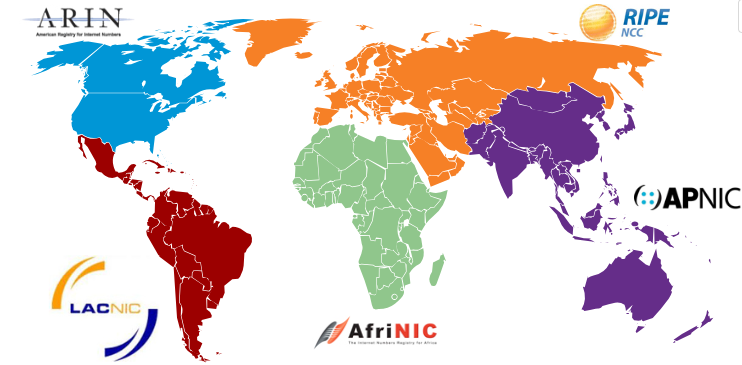 ARIN
American Registry for Internet Numbers
RIPE
NCC
APNIC
LACNIC
AfriNIC
The Internet Numbers Registry for Africa